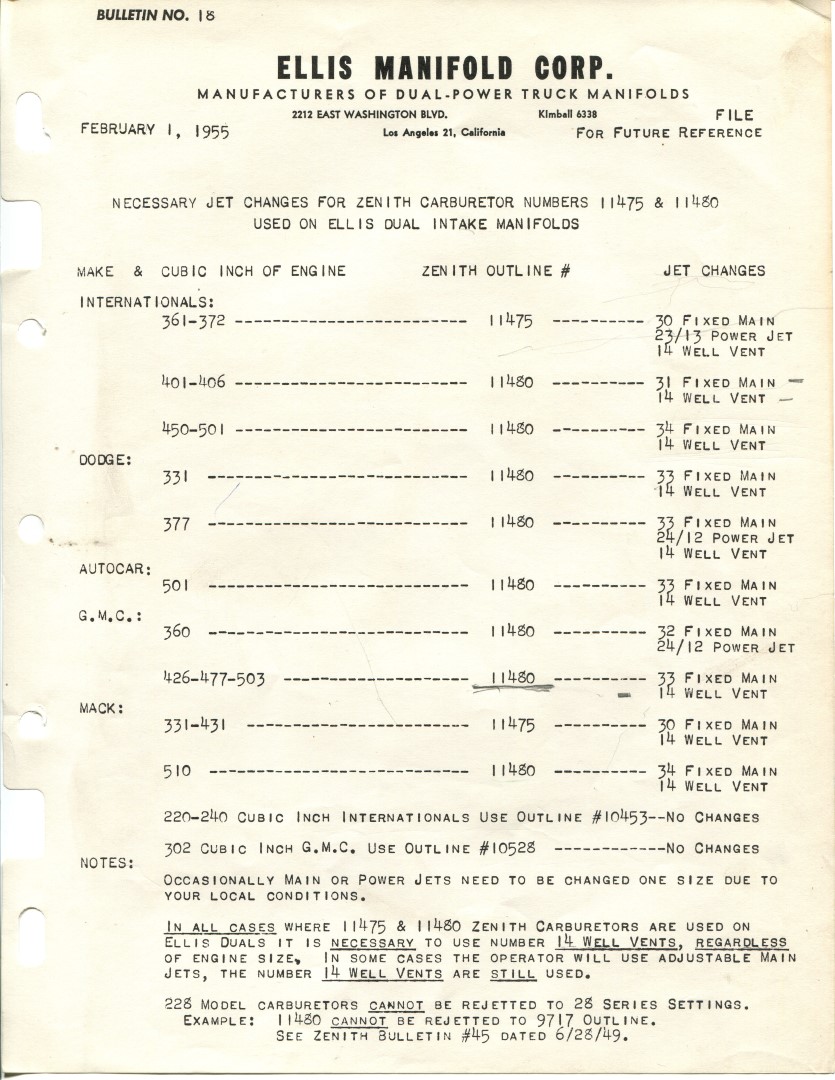 BULLETIN NO. 18
ELLIS MANIFOLD CORP.
MANUFACTURERS OF DUAL-POWER TRUCK MANIFOLDS
2212 EAST WASHINGTON BLVD. KImball 6338 FILE
FEBRUARY 1, 1955 Los Angeles 21, California FOR FUTURE REFERENCE
NECESSARY JET CHANGES FOR ZENITH CARBURETOR NUMBERS 11475 & 11480
USED ON ELLIS DUAL INTAKE MANIFOLDS
MAKE & CUBIC INCH OF ENGINE ZENITH OUTLINE # JET CHANGES
INTERNATIONALS:
361-372 ------------------------- 11475 ---------- 30 FIXED MAIN
23/13 POWER JET
14 WELL VENT
401-406 ------------------------- 11480 ---------- 31 FIXED MAIN
14 WELL VENT
450-501 ------------------------- 11480 ---------- 34 FIXED MAIN
14 WELL VENT
DODGE:
331 ---------------------------- 11480 ---------- 33 FIXED MAIN
14 WELL VENT
377 ---------------------------- 11480 ---------- 33 FIXED MAIN
24/12 POWER JET
14 WELL VENT
AUTOCAR:
501 ---------------------------- 11480 ---------- 33 FIXED MAIN
14 WELL VENT
G.M.C.:
360 ---------------------------- 11480 ---------- 32 FIXED MAIN
24/12 POWER JET
426-477-503 -------------------- 11480 ---------- 33 FIXED MAIN
14 WELL VENT
MACK:
331-431 ------------------------ 11475 ---------- 30 FIXED MAIN
14 WELL VENT
510 ---------------------------- 11480 ---------- 34 FIXED MAIN
14 WELL VENT
220-240 CUBIC INCH INTERNATIONALS USE OUTLINE #10453--NO CHANGES
302 CUBIC INCH G.M.C. USE OUTLINE #10528 ------------NO CHANGES
NOTES:
OCCASIONALLY MAIN OR POWER JETS NEED TO BE CHANGED ONE SIZE DUE TO
YOUR LOCAL CONDITIONS.
IN ALL CASES WHERE 11475 & 11480 ZENITH CARBURETORS ARE USED ON
ELLIS DUALS IT IS NECESSARY TO USE NUMBER 14 WELL VENTS, REGARDLESS
OF ENGINE SIZE. IN SOME CASES THE OPERATOR WILL USE ADJUSTABLE MAIN
JETS, THE NUMBER 14 WELL VENTS ARE STILL USED.
228 MODEL CARBURETORS CANNOT BE REJETTED TO 28 SERIES SETTINGS.
EXAMPLE: 11480 CANNOT BE REJETTED TO 9717 OUTLINE.
SEE ZENITH BULLETIN #45 DATED 6/28/49.